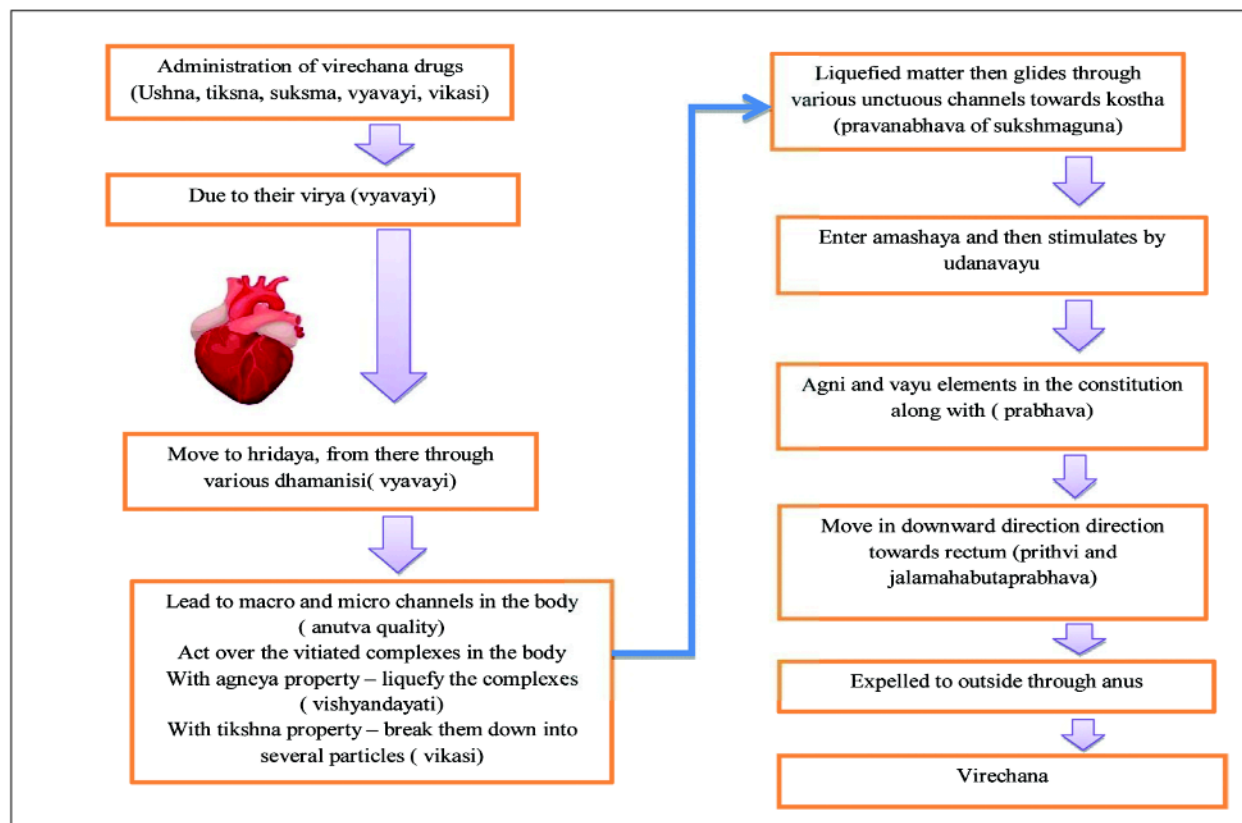 Administration of virechana drugs
(Ushna, tiksna, suksma, vyavayi, vikasi)
Due to their virya (vyavayi)
Move to hridaya, from there through
various dhamanisi( vyavayi)
Lead to macro and micro channels in the body
( anutva quality)
Act over the vitiated complexes in the body
With agneya property – liquefy the complexes
( vishyandayati)
With tikshna property – break them down into
several particles ( vikasi)
Liquefied matter then glides through
various unctuous channels towards kostha
(pravanabhava of sukshmaguna)
Enter amashaya and then stimulates by
udanavayu
Agni and vayu elements in the constitution
along with ( prabhava)
Move in downward direction direction
towards rectum (prithvi and
jalamahabutaprabhava)
Expelled to outside through anus
Virechana